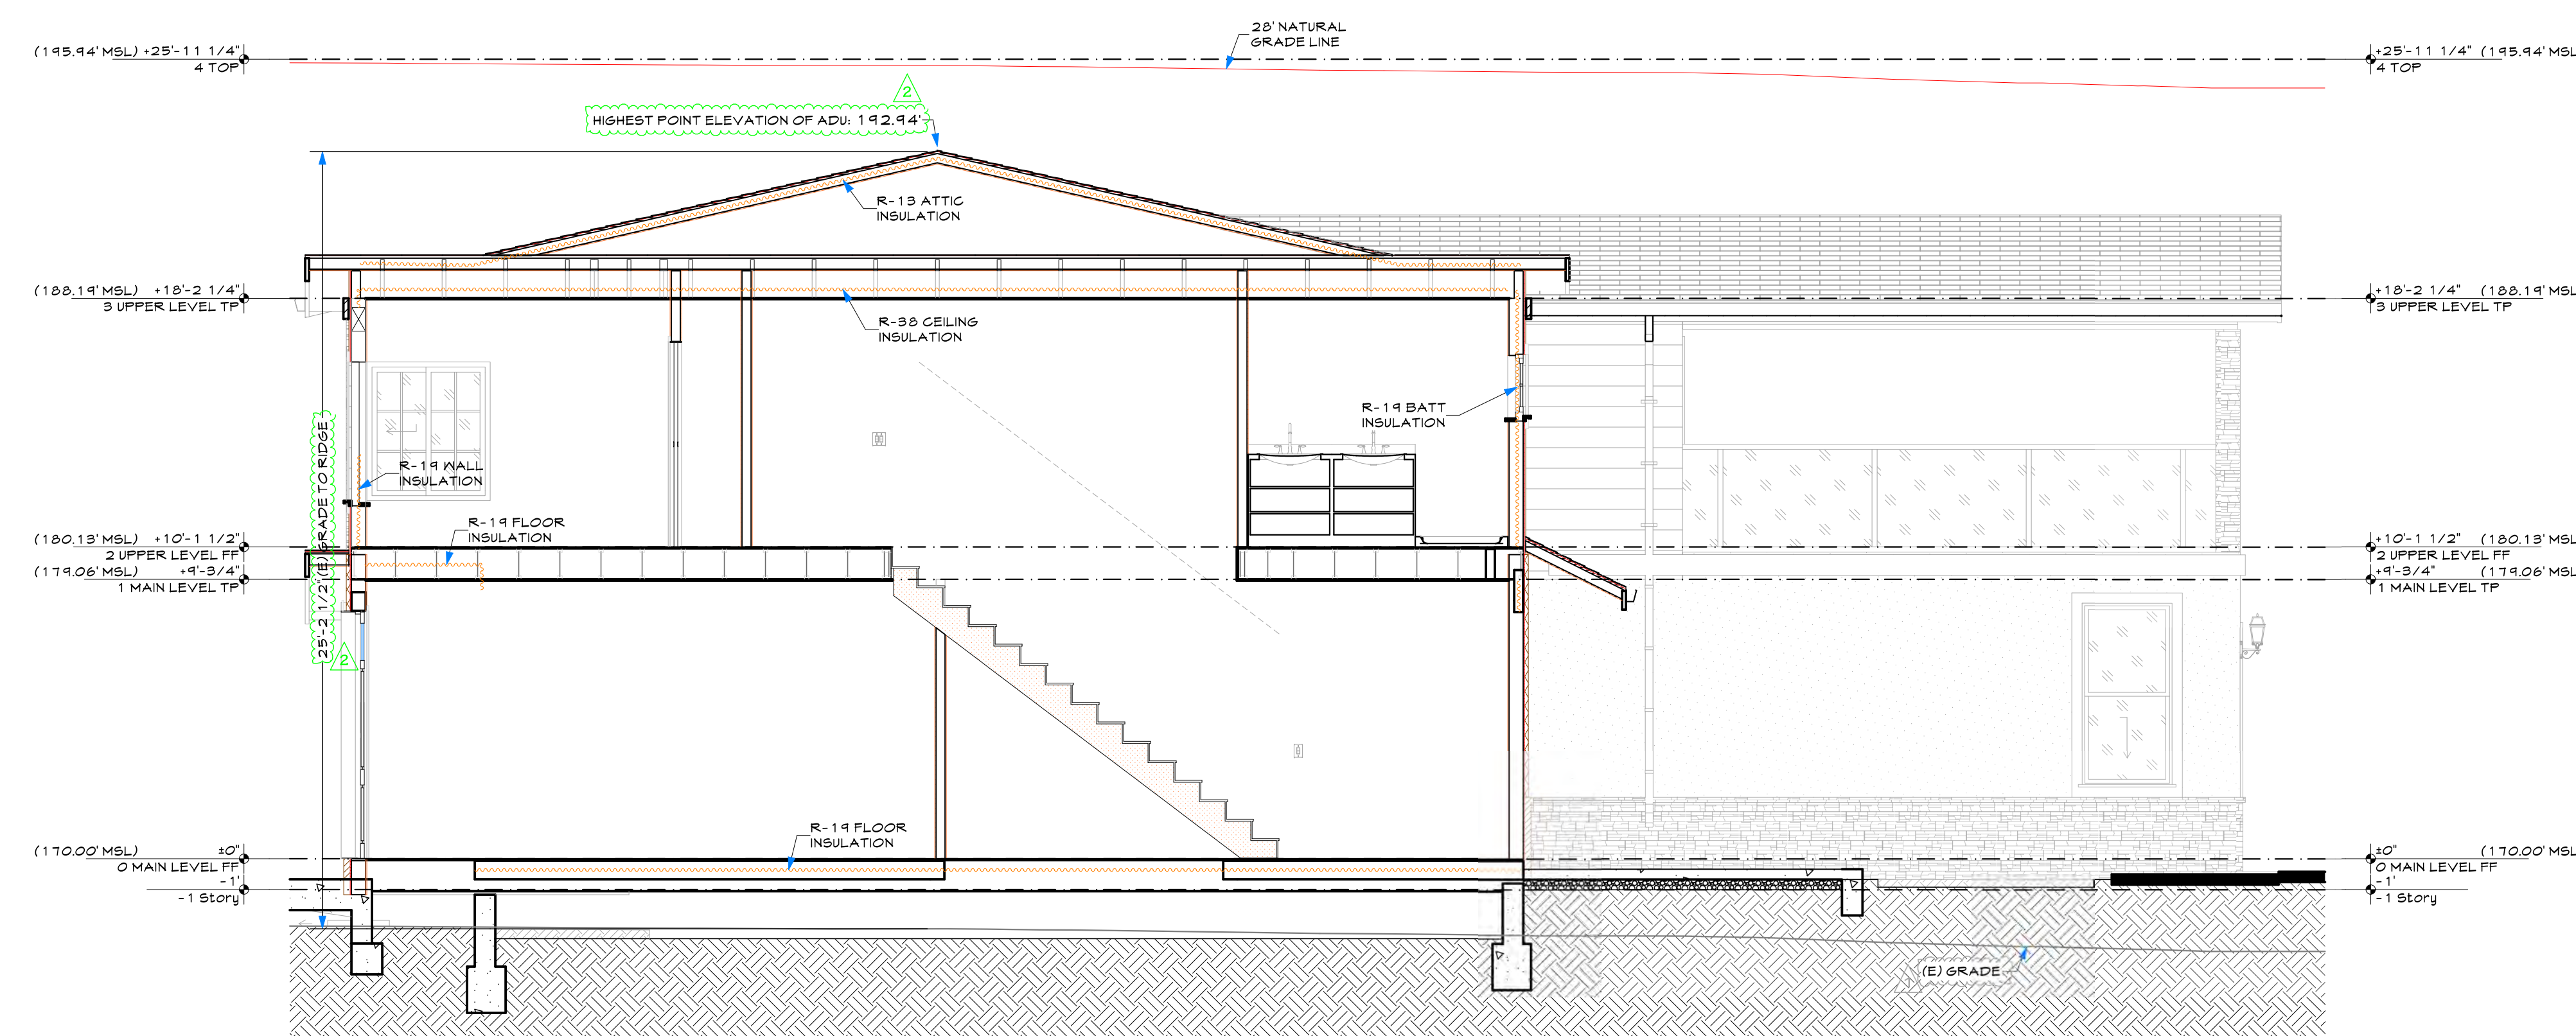 28' NATURAL
GRADE LINE
(195.94' MSL) +25'-11 1/4"
4 TOP
+25'-11 1/4" (195.94' MSL
4 TOP
2
HIGHEST POINT ELEVATION OF ADU: 192.94'
R-13 ATTIC
INSULATION
(188.19' MSL) +18'-2 1/4"
3 UPPER LEVEL TP
+18'-2 1/4" (188.19' MSL
3 UPPER LEVEL TP
R-38 CEILING
INSULATION
R-19 BATT
INSULATION
R-19 WALL
INSULATION
25'-2 1/2" (E) GRADE TO RIDGE
2
R-19 FLOOR
INSULATION
(180.13' MSL) +10'-1 1/2"
2 UPPER LEVEL FF
(179.06' MSL) +9'-3/4"
1 MAIN LEVEL TP
+10'-1 1/2" (180.13' MSL
2 UPPER LEVEL FF
+9'-3/4" (179.06' MSL
1 MAIN LEVEL TP
R-19 FLOOR
INSULATION
(170.00' MSL) ±0"
0 MAIN LEVEL FF
-1'
-1 Story
±0" (170.00' MSL
0 MAIN LEVEL FF
-1'
-1 Story
(E) GRADE